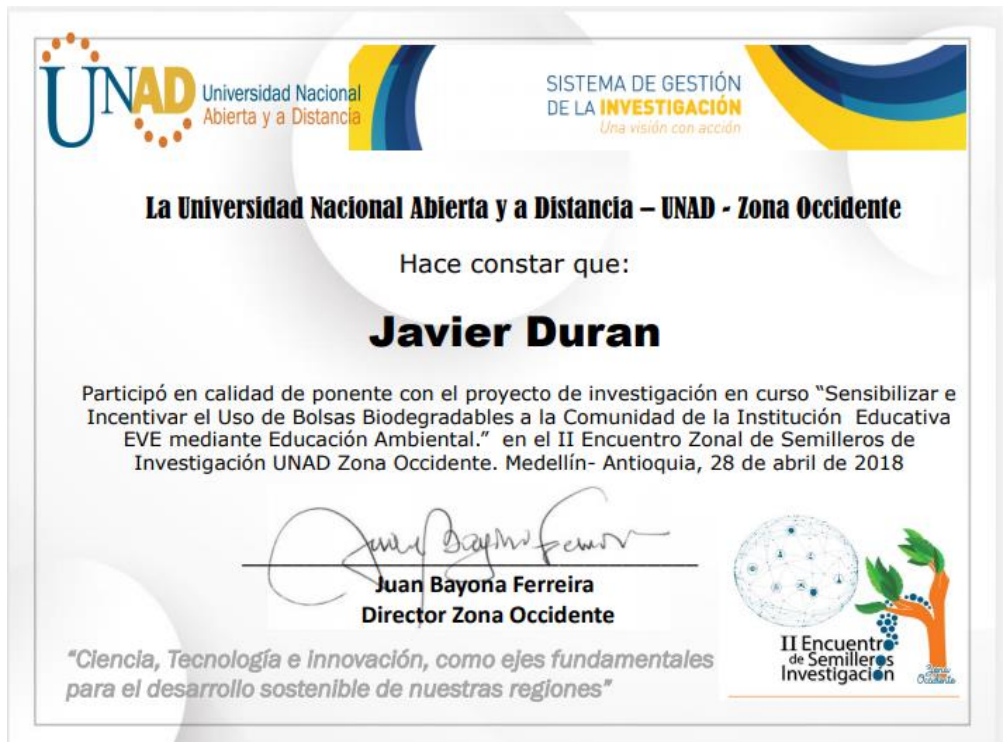 UNAD Universidad Nacional
Abierta y a Distancia
SISTEMA DE GESTIÓN
DE LA INVESTIGACIÓN
Una visión con acción
La Universidad Nacional Abierta y a Distancia – UNAD - Zona Occidente
Hace constar que:
Javier Duran
Participó en calidad de ponente con el proyecto de investigación en curso “Sensibilizar e
Incentivar el Uso de Bolsas Biodegradables a la Comunidad de la Institución Educativa
EVE mediante Educación Ambiental.” en el II Encuentro Zonal de Semilleros de
Investigación UNAD Zona Occidente. Medellín- Antioquia, 28 de abril de 2018
Juan Bayona Ferreira
Director Zona Occidente
“Ciencia, Tecnología e innovación, como ejes fundamentales
para el desarrollo sostenible de nuestras regiones”
II Encuentro
de Semilleros
Investigación
Zona
Occidente